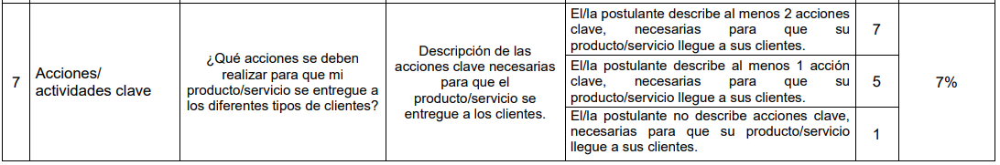 7
Acciones/
actividades clave
¿Qué acciones se deben
realizar para que mi
producto/servicio se entregue a
los diferentes tipos de clientes?
Descripción de las
acciones clave necesarias
para que el
producto/servicio se
entregue a los clientes.
El/la postulante describe al menos 2 acciones
clave, necesarias para que su
producto/servicio llegue a sus clientes.
7
El/la postulante describe al menos 1 acción
clave, necesarias para que su
producto/servicio llegue a sus clientes.
5
El/la postulante no describe acciones clave,
necesarias para que su producto/servicio
llegue a sus clientes.
1
7%